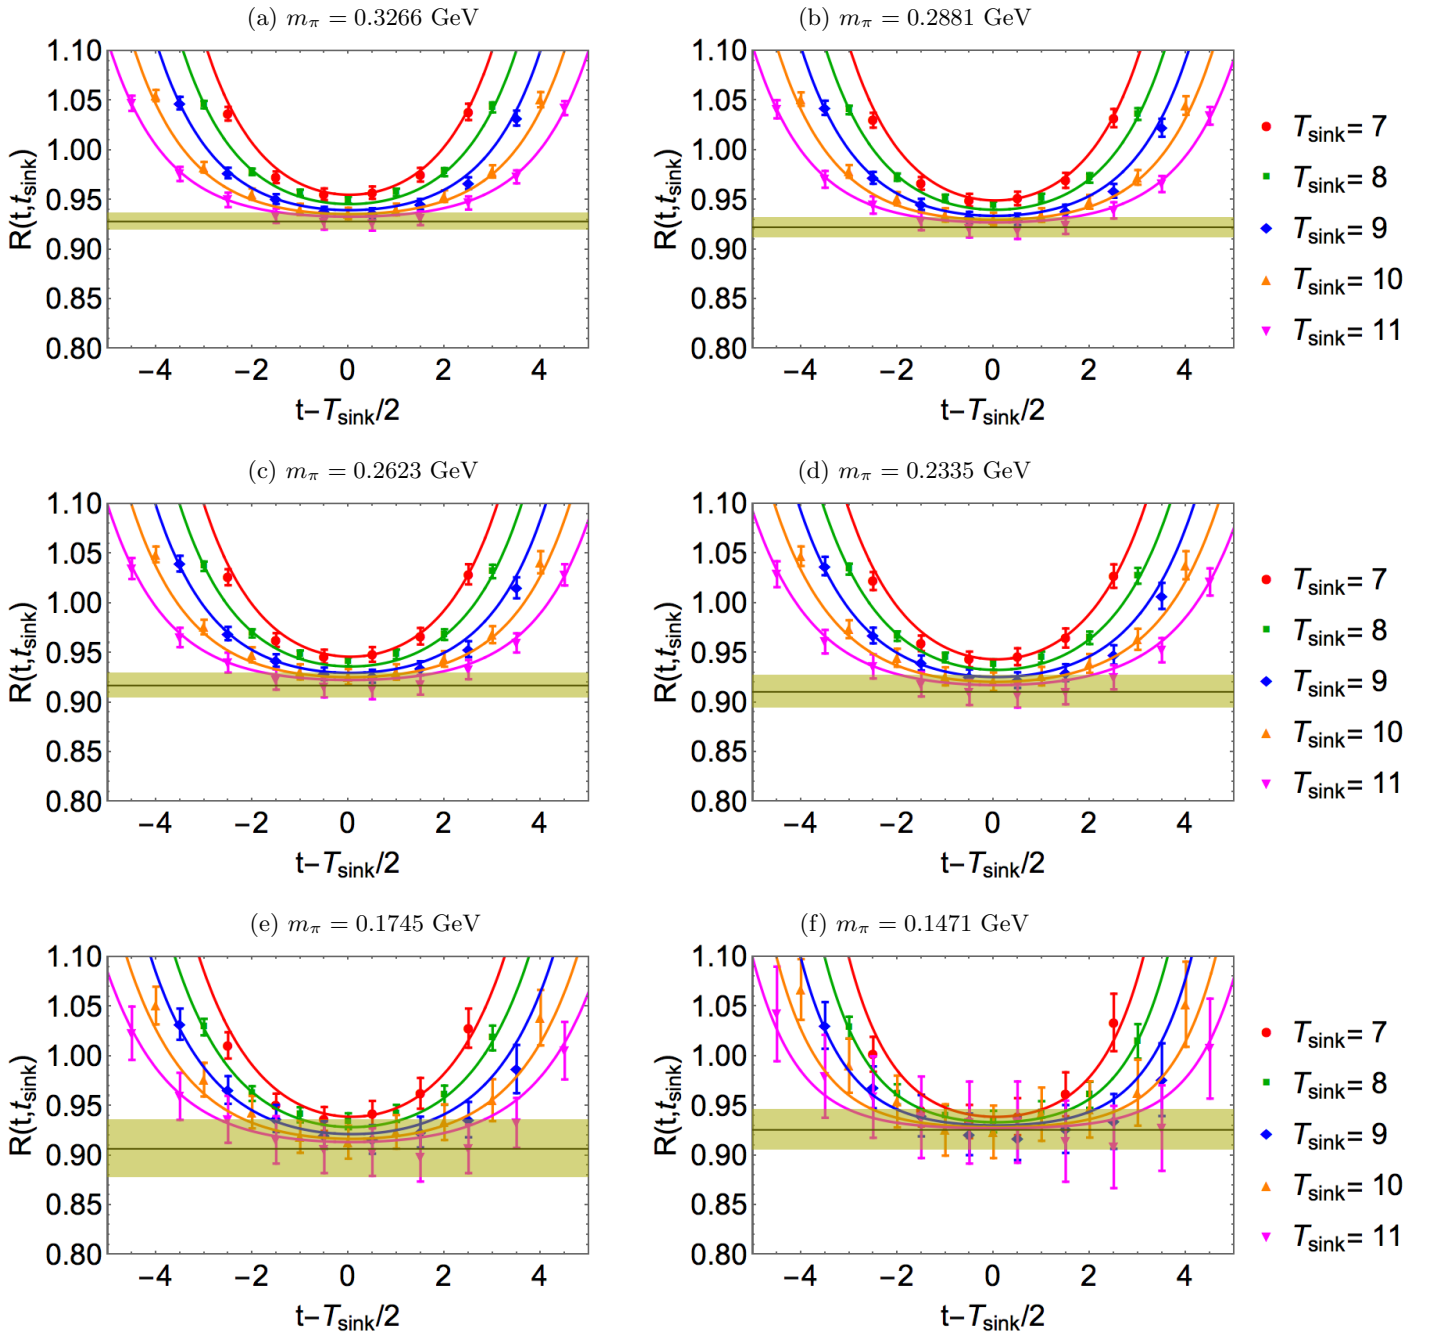 (a) mπ = 0.3266 GeV
(b) mπ = 0.2881 GeV
1.10
1.05
1.00
0.95
0.90
0.85
0.80
R(t,tsink)
−4 −2 0 2 4
t−Tsink/2
1.10
1.05
1.00
0.95
0.90
0.85
0.80
R(t,tsink)
−4 −2 0 2 4
t−Tsink/2
Tsink= 7
Tsink= 8
Tsink= 9
Tsink= 10
Tsink= 11
(c) mπ = 0.2623 GeV
(d) mπ = 0.2335 GeV
1.10
1.05
1.00
0.95
0.90
0.85
0.80
R(t,tsink)
−4 −2 0 2 4
t−Tsink/2
1.10
1.05
1.00
0.95
0.90
0.85
0.80
R(t,tsink)
−4 −2 0 2 4
t−Tsink/2
Tsink= 7
Tsink= 8
Tsink= 9
Tsink= 10
Tsink= 11
(e) mπ = 0.1745 GeV
(f) mπ = 0.1471 GeV
1.10
1.05
1.00
0.95
0.90
0.85
0.80
R(t,tsink)
−4 −2 0 2 4
t−Tsink/2
1.10
1.05
1.00
0.95
0.90
0.85
0.80
R(t,tsink)
−4 −2 0 2 4
t−Tsink/2
Tsink= 7
Tsink= 8
Tsink= 9
Tsink= 10
Tsink= 11